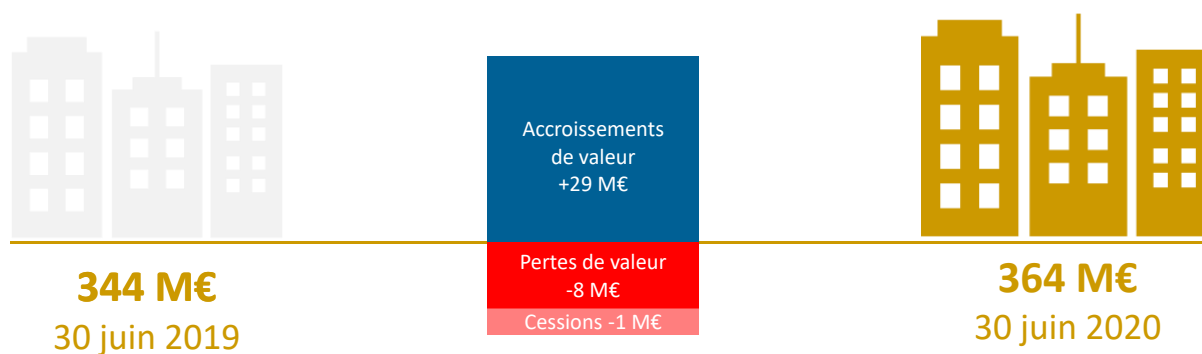 344 M€
30 juin 2019
Accroissements
de valeur
+29 M€
Pertes de valeur
-8 M€
Cessions -1 M€
364 M€
30 juin 2020